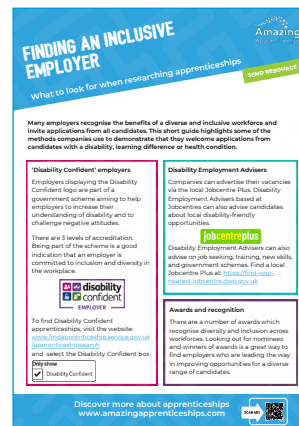 FINDING AN INCLUSIVE
EMPLOYER
What to look for when researching apprenticeships
Amazing
Apprenticeships
SEND RESOURCE
Many employers recognise the benefits of a diverse and inclusive workforce and
invite applications from all candidates. This short guide highlights some of the
methods companies use to demonstrate that they welcome applications from
candidates with a disability, learning difference or health condition.
'Disability Confident' employers
Employers displaying the Disability
Confident logo are part of a
government scheme aiming to help
employers to increase their
understanding of disability and to
challenge negative attitudes.
There are 3 levels of accreditation.
Being part of the scheme is a good
indication that an employer is
committed to inclusion and diversity in
the workplace.
disability
confident
EMPLOYER
To find Disability Confident
apprenticeships, visit the website:
www.findapprenticeship.service.gov.uk
/apprenticeshipsearch
and select the Disability Confident box.
Only show
Disability Confident
Disability Employment Advisers
Companies can advertise their vacancies
via the local Jobcentre Plus. Disability
Employment Advisers based at
Jobcentres can also advise candidates
about local disability-friendly
opportunities.
jobcentreplus
Disability Employment Advisers can also
advise on job seeking, training, new skills,
and government schemes. Find a local
Jobcentre Plus at: https://find-your-
nearest-jobcentre.dwp.gov.uk
Awards and recognition
There are a number of awards which
recognise diversity and inclusion across
workforces. Looking out for nominees
and winners of awards is a great way to
find employers who are leading the way
in improving opportunities for a diverse
range of candidates.
Discover more about apprenticeships
www.amazingapprenticeships.com
SCAN ME!